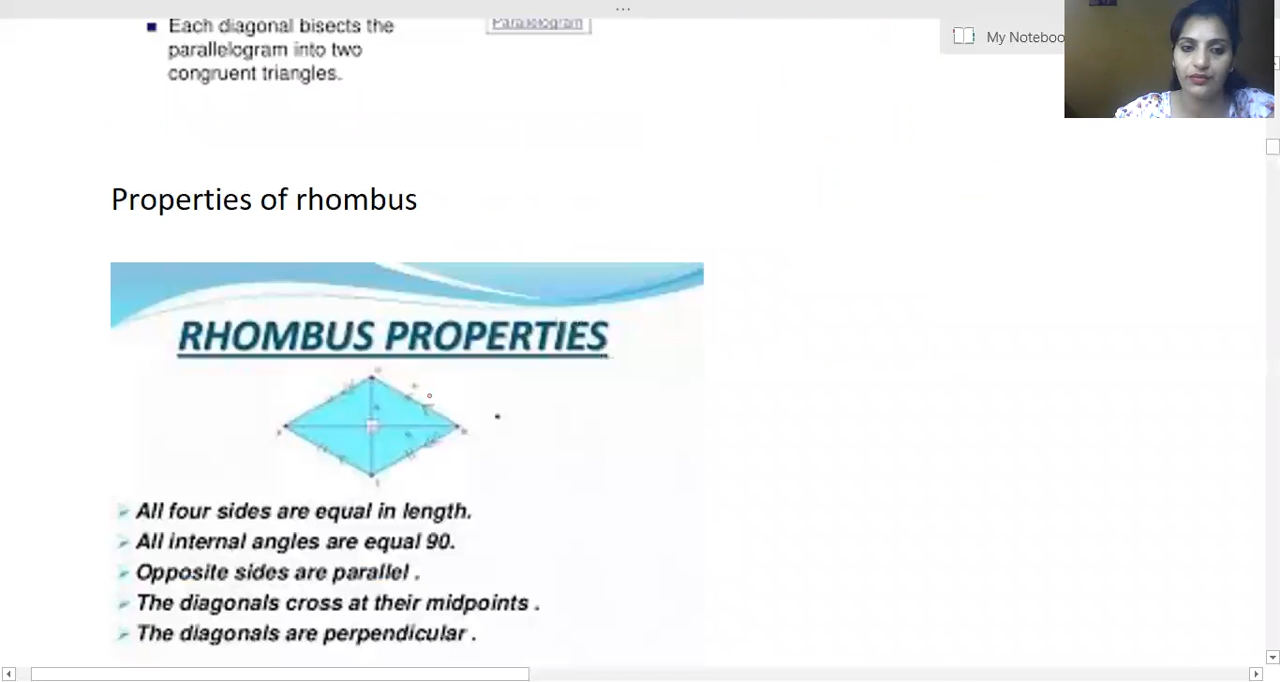 ...
Each diagonal bisects the
parallelogram into two
congruent triangles.
Parallelogram
My Noteboo
Properties of rhombus
RHOMBUS PROPERTIES
All four sides are equal in length.
All internal angles are equal 90.
Opposite sides are parallel .
The diagonals cross at their midpoints .
The diagonals are perpendicular .